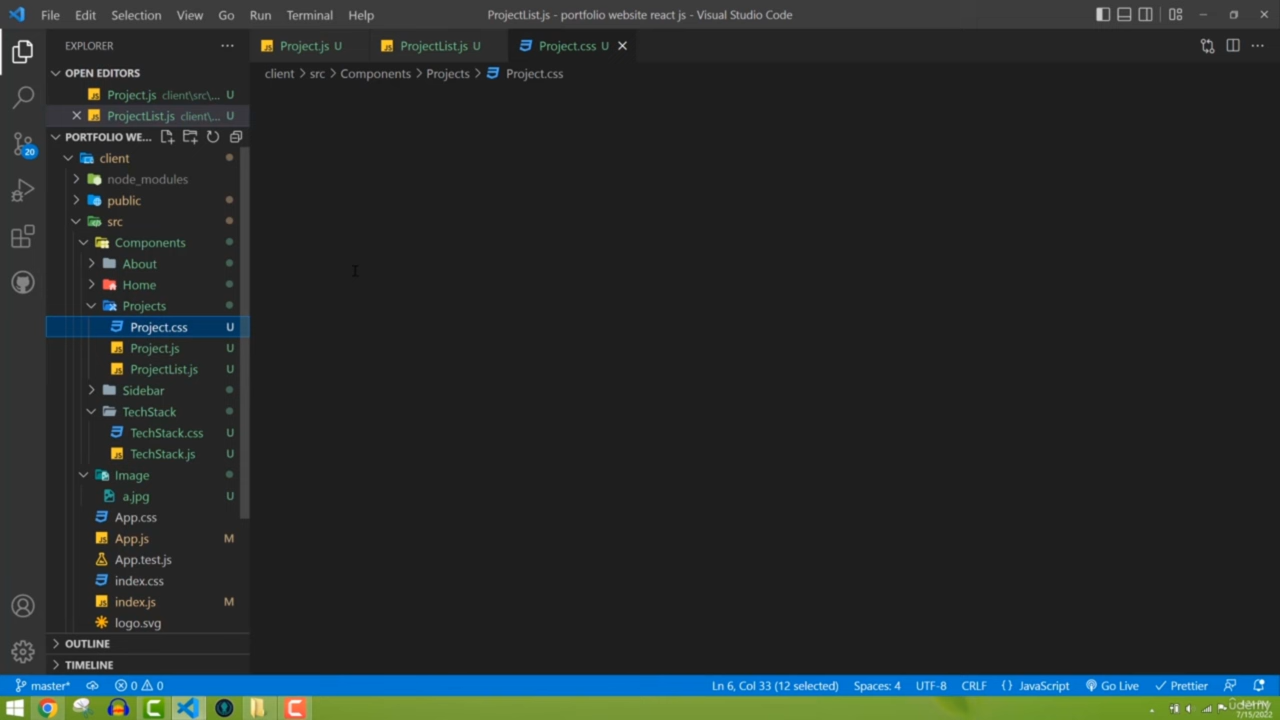 File Edit Selection View Go Run Terminal Help
ProjectList.js - portfolio website react js - Visual Studio Code
EXPLORER
Project.js U
ProjectList.js U
Project.css U
OPEN EDITORS
client > src > Components > Projects > Project.css
Project.js client\src\... U
ProjectList.js client\... U
PORTFOLIO WE...
client
node_modules
public
src
Components
About
Home
Projects
Project.css U
Project.js U
ProjectList.js U
Sidebar
TechStack
TechStack.css U
TechStack.js U
Image
a.jpg U
App.css
App.js M
App.test.js
index.css
index.js M
logo.svg
OUTLINE
TIMELINE
20
master* 0 0
Ln 6, Col 33 (12 selected) Spaces: 4 UTF-8 CRLF {} JavaScript Go Live Prettier
7/15/2022
udemy